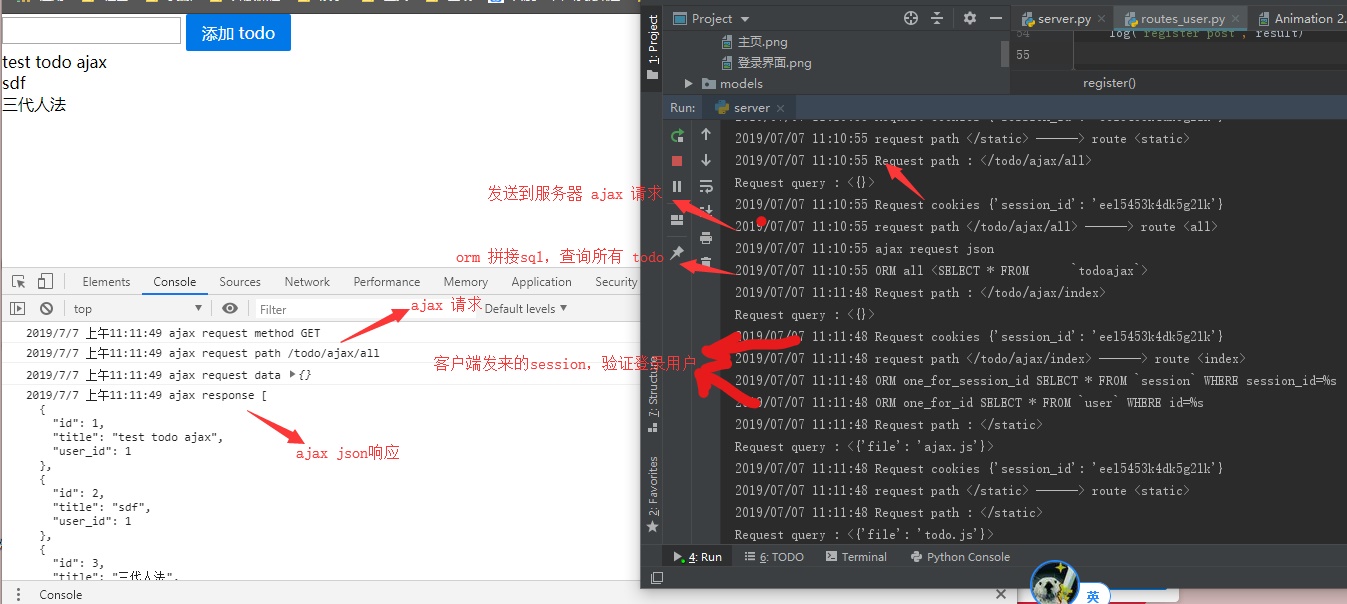 添加 todo
test todo ajax
sdf
三代人法
发送到服务器 ajax 请求
orm 拼接sql，查询所有 todo
Elements Console Sources Network Performance Memory Application Security
top Filter Default levels
ajax 请求
2019/7/7 上午11:11:49 ajax request method GET
2019/7/7 上午11:11:49 ajax request path /todo/ajax/all
客户端发来的session，验证登录用户
2019/7/7 上午11:11:49 ajax request data {}
2019/7/7 上午11:11:49 ajax response [
{
"id": 1,
"title": "test todo ajax",
"user_id": 1
},
ajax json响应
{
"id": 2,
"title": "sdf",
"user_id": 1
},
{
"id": 3,
"title": "三代人法",
Console
1: Project
7: Structure
2: Favorites
Project
server.py routes_user.py Animation 2.
主页.png
登录界面.png
models
log('register post', result)
55
register()
Run: server
2019/07/07 11:10:55 request path </static> ——> route <static>
2019/07/07 11:10:55 Request path : </todo/ajax/all>
Request query : <{}>
2019/07/07 11:10:55 Request cookies {'session_id': 'eel5453k4dk5g2lk'}
2019/07/07 11:10:55 request path </todo/ajax/all> ——> route <all>
2019/07/07 11:10:55 ajax request json
2019/07/07 11:10:55 ORM all <SELECT * FROM `todoajax`>
2019/07/07 11:11:48 Request path : </todo/ajax/index>
Request query : <{}>
2019/07/07 11:11:48 Request cookies {'session_id': 'eel5453k4dk5g2lk'}
2019/07/07 11:11:48 request path </todo/ajax/index> ——> route <index>
2019/07/07 11:11:48 ORM one_for_session_id SELECT * FROM `session` WHERE session_id=%s
2019/07/07 11:11:48 ORM one_for_id SELECT * FROM `user` WHERE id=%s
2019/07/07 11:11:48 Request path : </static>
Request query : <{'file': 'ajax.js'}>
2019/07/07 11:11:48 Request cookies {'session_id': 'eel5453k4dk5g2lk'}
2019/07/07 11:11:48 request path </static> ——> route <static>
2019/07/07 11:11:48 Request path : </static>
Request query : <{'file': 'todo.js'}>
4: Run 6: TODO Terminal Python Console
英